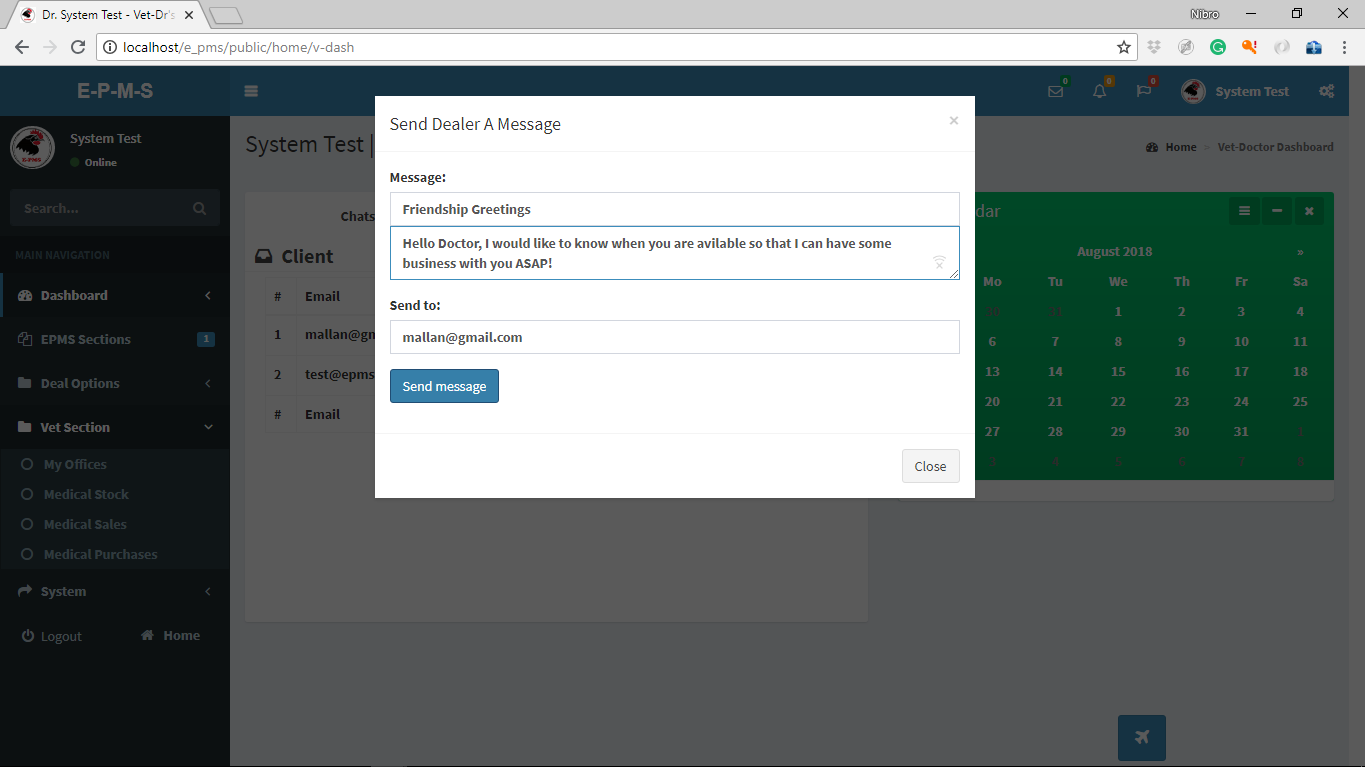 Dr. System Test - Vet-Dr's
Nibro
localhost/e_pms/public/home/v-dash
E-P-M-S
0
0
0
System Test
System Test
Online
E-PMS
Search...
MAIN NAVIGATION
Dashboard
EPMS Sections
1
Deal Options
Vet Section
My Offices
Medical Stock
Medical Sales
Medical Purchases
System
Logout
Home
System Test |
Home > Vet-Doctor Dashboard
Chats
Client
# Email
1 mallan@gm
2 test@epms
# Email
Send Dealer A Message
×
Message:
Friendship Greetings
Hello Doctor, I would like to know when you are avilable so that I can have some
business with you ASAP!
Send to:
mallan@gmail.com
Send message
Close
dar
August 2018 »
Mo Tu We Th Fr Sa
30 31 1 2 3 4
6 7 8 9 10 11
13 14 15 16 17 18
20 21 22 23 24 25
27 28 29 30 31 1
3 4 5 6 7 8